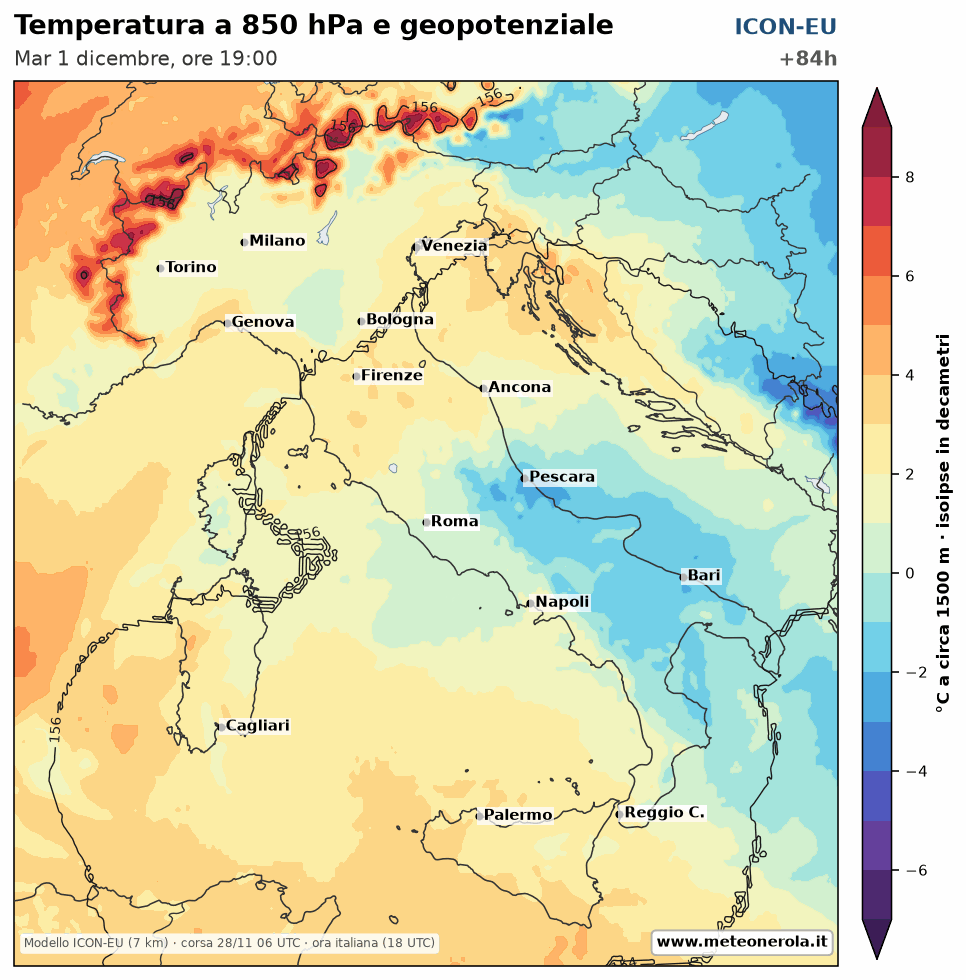 Temperatura a 850 hPa e geopotenziale
ICON-EU
Mar 1 dicembre, ore 19:00
+84h
156
156
156
156
Milano
Venezia
Torino
Genova
Bologna
Firenze
Ancona
Pescara
Roma
Bari
Napoli
156
Cagliari
Palermo
Reggio C.
8
6
4
2
0
−2
−4
−6
°C a circa 1500 m · isoipse in decametri
Modello ICON-EU (7 km) · corsa 28/11 06 UTC · ora italiana (18 UTC)
www.meteonerola.it